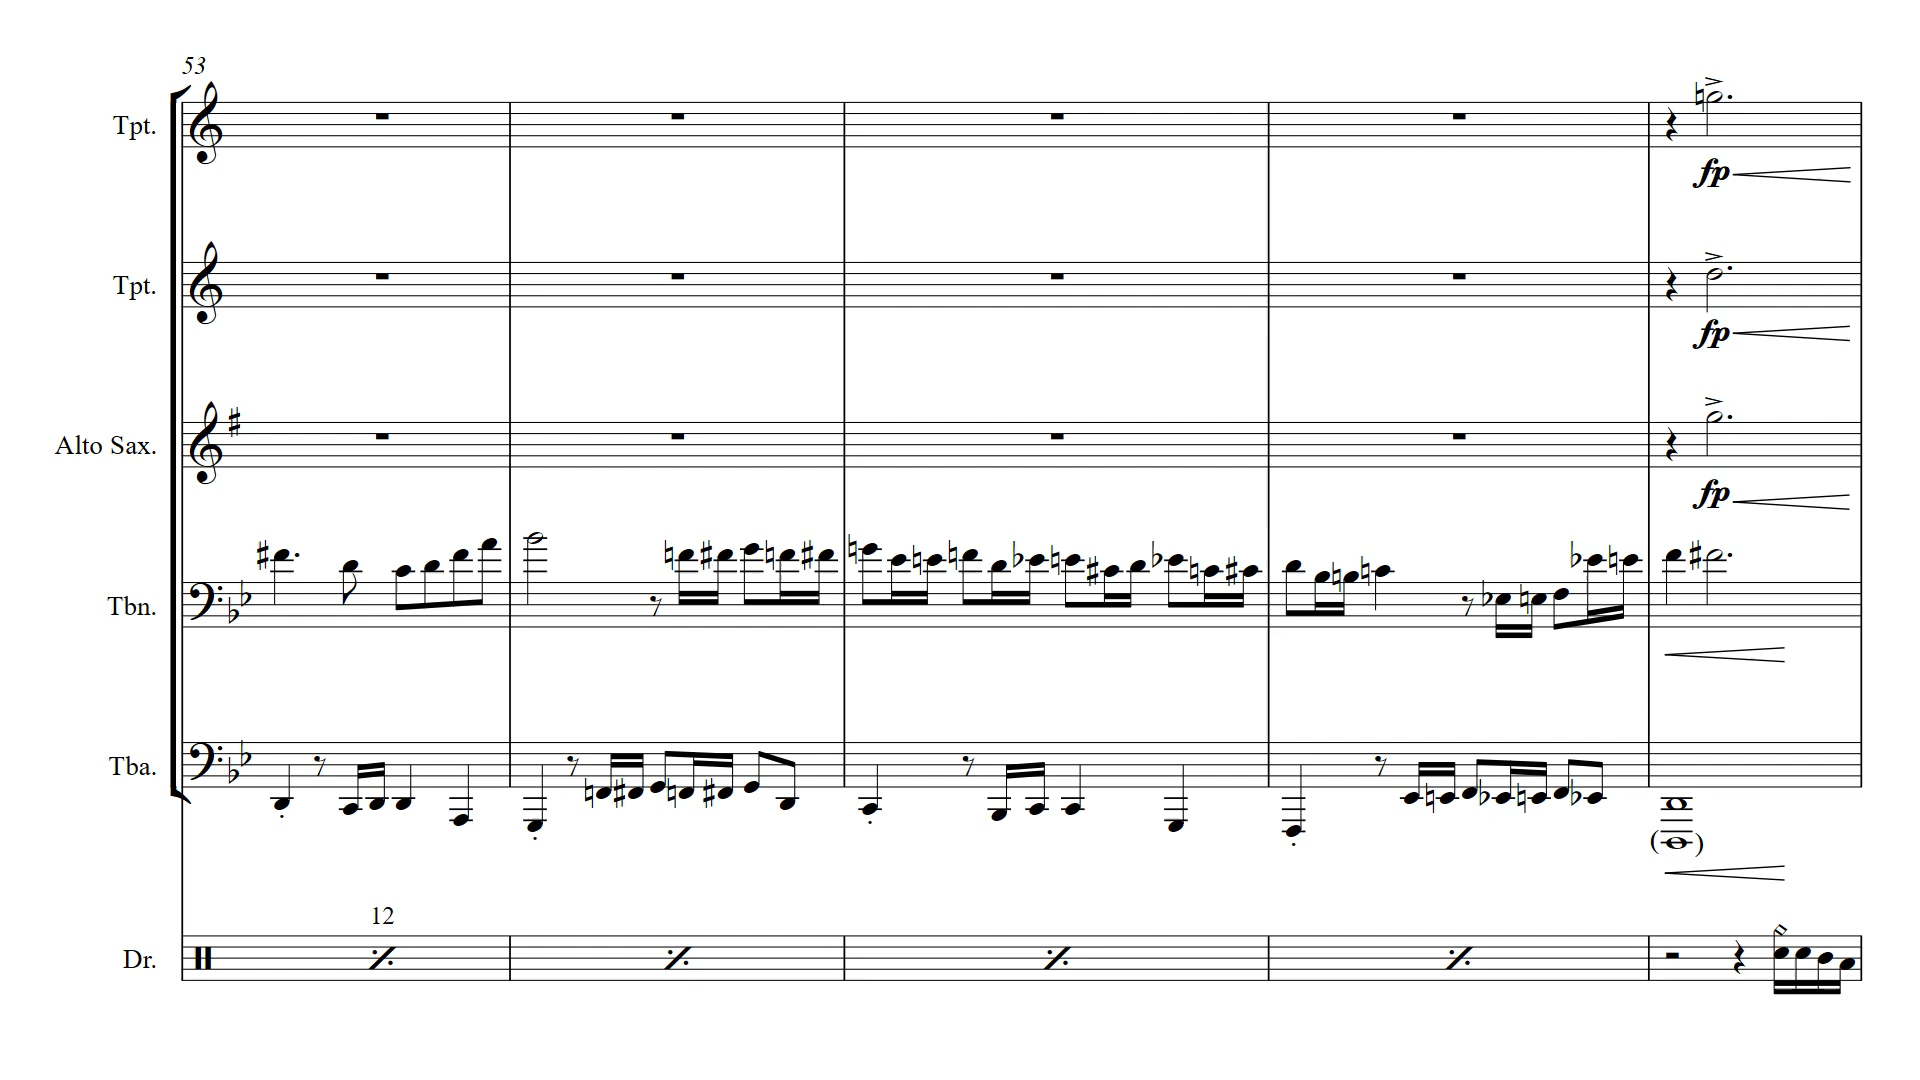 53
Tpt.
fp
Tpt.
fp
Alto Sax.
fp
Tbn.
Tba.
12
Dr.